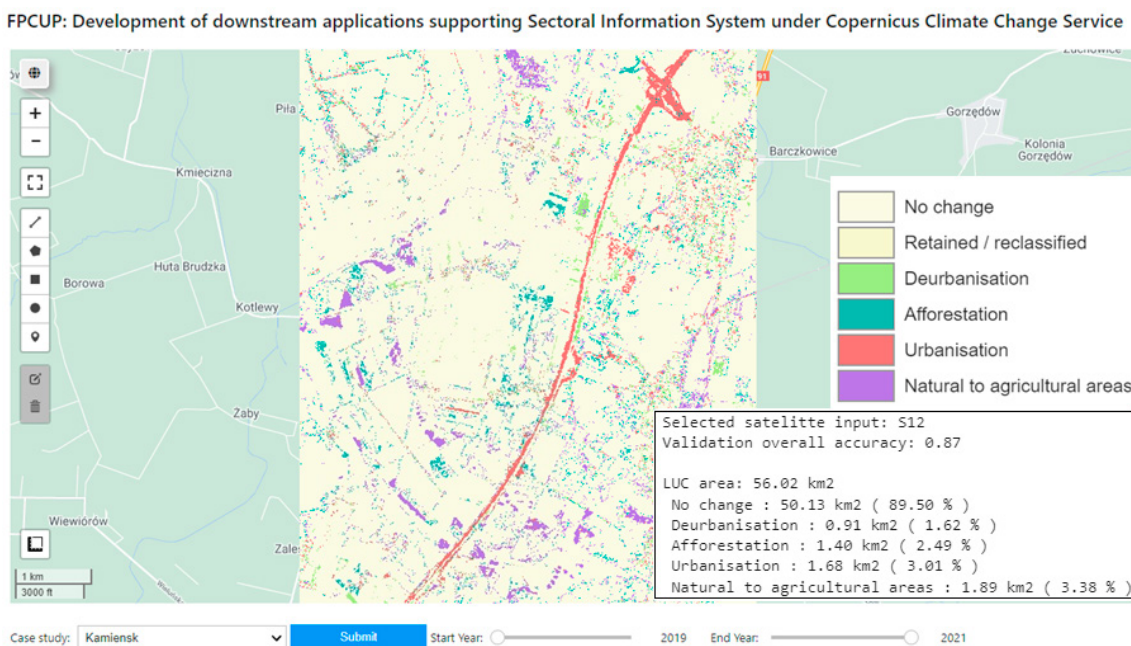 FPCUP: Development of downstream applications supporting Sectoral Information System under Copernicus Climate Change Service
91
Piła
Gorzędów
Barczkowice
Kolonia
Gorzędów
Kmiecizna
+
−
Huta Brudzka
Borowa
Kotlewy
Żaby
Wiewiórów
No change
Retained / reclassified
Deurbanisation
Afforestation
Urbanisation
Natural to agricultural areas
Selected satelitte input: S12
Validation overall accuracy: 0.87
LUC area: 56.02 km2
No change : 50.13 km2 ( 89.50 % )
Deurbanisation : 0.91 km2 ( 1.62 % )
Afforestation : 1.40 km2 ( 2.49 % )
Urbanisation : 1.68 km2 ( 3.01 % )
Natural to agricultural areas : 1.89 km2 ( 3.38 % )
Zales
1 km
3000 ft
Case study: Kamiensk Submit Start Year: 2019 End Year: 2021